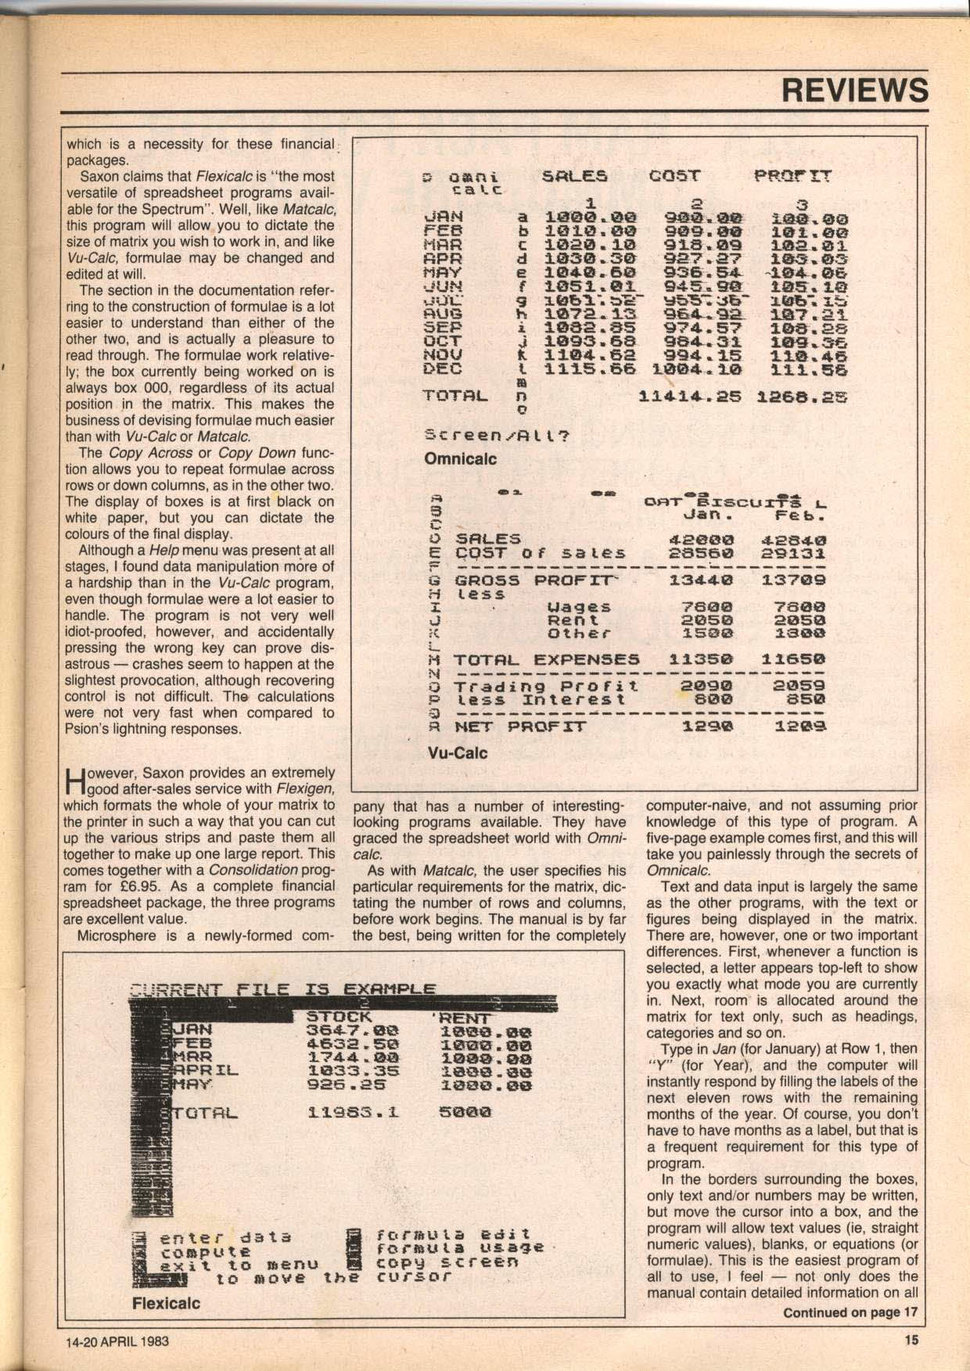 REVIEWS
which is a necessity for these financial
packages.
Saxon claims that Flexicalc is "the most
versatile of spreadsheet programs avail-
able for the Spectrum". Well, like Matcalc,
this program will allow you to dictate the
size of matrix you wish to work in, and like
Vu-Calc, formulae may be changed and
edited at will.
The section in the documentation refer-
ring to the construction of formulae is a lot
easier to understand than either of the
other two, and is actually a pleasure to
read through. The formulae work relative-
ly; the box currently being worked on is
always box 000, regardless of its actual
position in the matrix. This makes the
business of devising formulae much easier
than with Vu-Calc or Matcalc.
The Copy Across or Copy Down func-
tion allows you to repeat formulae across
rows or down columns, as in the other two.
The display of boxes is at first black on
white paper, but you can dictate the
colours of the final display.
Although a Help menu was present at all
stages, I found data manipulation more of
a hardship than in the Vu-Calc program,
even though formulae were a lot easier to
handle. The program is not very well
idiot-proofed, however, and accidentally
pressing the wrong key can prove dis-
astrous — crashes seem to happen at the
slightest provocation, although recovering
control is not difficult. The calculations
were not very fast when compared to
Psion's lightning responses.
However, Saxon provides an extremely
good after-sales service with Flexigen,
which formats the whole of your matrix to
the printer in such a way that you can cut
up the various strips and paste them all
together to make up one large report. This
comes together with a Consolidation prog-
ram for £6.95. As a complete financial
spreadsheet package, the three programs
are excellent value.
Microsphere is a newly-formed com-
omni SALES COST PROFIT
calc
1 2 3
JAN a 1000.00 900.00 100.00
FEB b 1010.00 909.00 101.00
MAR c 1020.10 918.09 102.01
APR d 1030.30 927.27 103.03
MAY e 1040.60 936.54 104.06
JUN f 1051.01 945.90 105.10
JUL g 1061.52 955.36 106.15
AUG h 1072.13 964.92 107.21
SEP i 1082.85 974.57 108.28
OCT j 1093.68 984.31 109.36
NOV k 1104.62 994.15 110.46
DEC l 1115.66 1004.10 111.56
m
TOTAL n 11414.25 1268.25
o
Screen/All?
Omnicalc
A
B OAT BISCUITS L
C Jan. Feb.
D SALES 42000 42840
E COST of sales 28560 29131
F
G GROSS PROFIT 13440 13709
H less
I Wages 7800 7800
J Rent 2050 2050
K Other 1500 1800
L
M TOTAL EXPENSES 11350 11650
N
O Trading Profit 2090 2059
P less Interest 800 850
Q
R NET PROFIT 1290 1209
Vu-Calc
pany that has a number of interesting-
looking programs available. They have
graced the spreadsheet world with Omni-
calc.
As with Matcalc, the user specifies his
particular requirements for the matrix, dic-
tating the number of rows and columns,
before work begins. The manual is by far
the best, being written for the completely
computer-naive, and not assuming prior
knowledge of this type of program. A
five-page example comes first, and this will
take you painlessly through the secrets of
Omnicalc.
Text and data input is largely the same
as the other programs, with the text or
figures being displayed in the matrix.
There are, however, one or two important
differences. First, whenever a function is
selected, a letter appears top-left to show
you exactly what mode you are currently
in. Next, room is allocated around the
matrix for text only, such as headings,
categories and so on.
Type in Jan (for January) at Row 1, then
"Y" (for Year), and the computer will
instantly respond by filling the labels of the
next eleven rows with the remaining
months of the year. Of course, you don't
have to have months as a label, but that is
a frequent requirement for this type of
program.
In the borders surrounding the boxes,
only text and/or numbers may be written,
but move the cursor into a box, and the
program will allow text values (ie, straight
numeric values), blanks, or equations (or
formulae). This is the easiest program of
all to use, I feel — not only does the
manual contain detailed information on all
Continued on page 17
CURRENT FILE IS EXAMPLE
STOCK RENT
JAN 3647.00 1000.00
FEB 4632.50 1000.00
MAR 1744.00 1000.00
APRIL 1033.35 1000.00
MAY 926.25 1000.00
TOTAL 11983.1 5000
enter data formula edit
compute formula usage
exit to menu copy screen
to move the cursor
Flexicalc
14-20 APRIL 1983
15